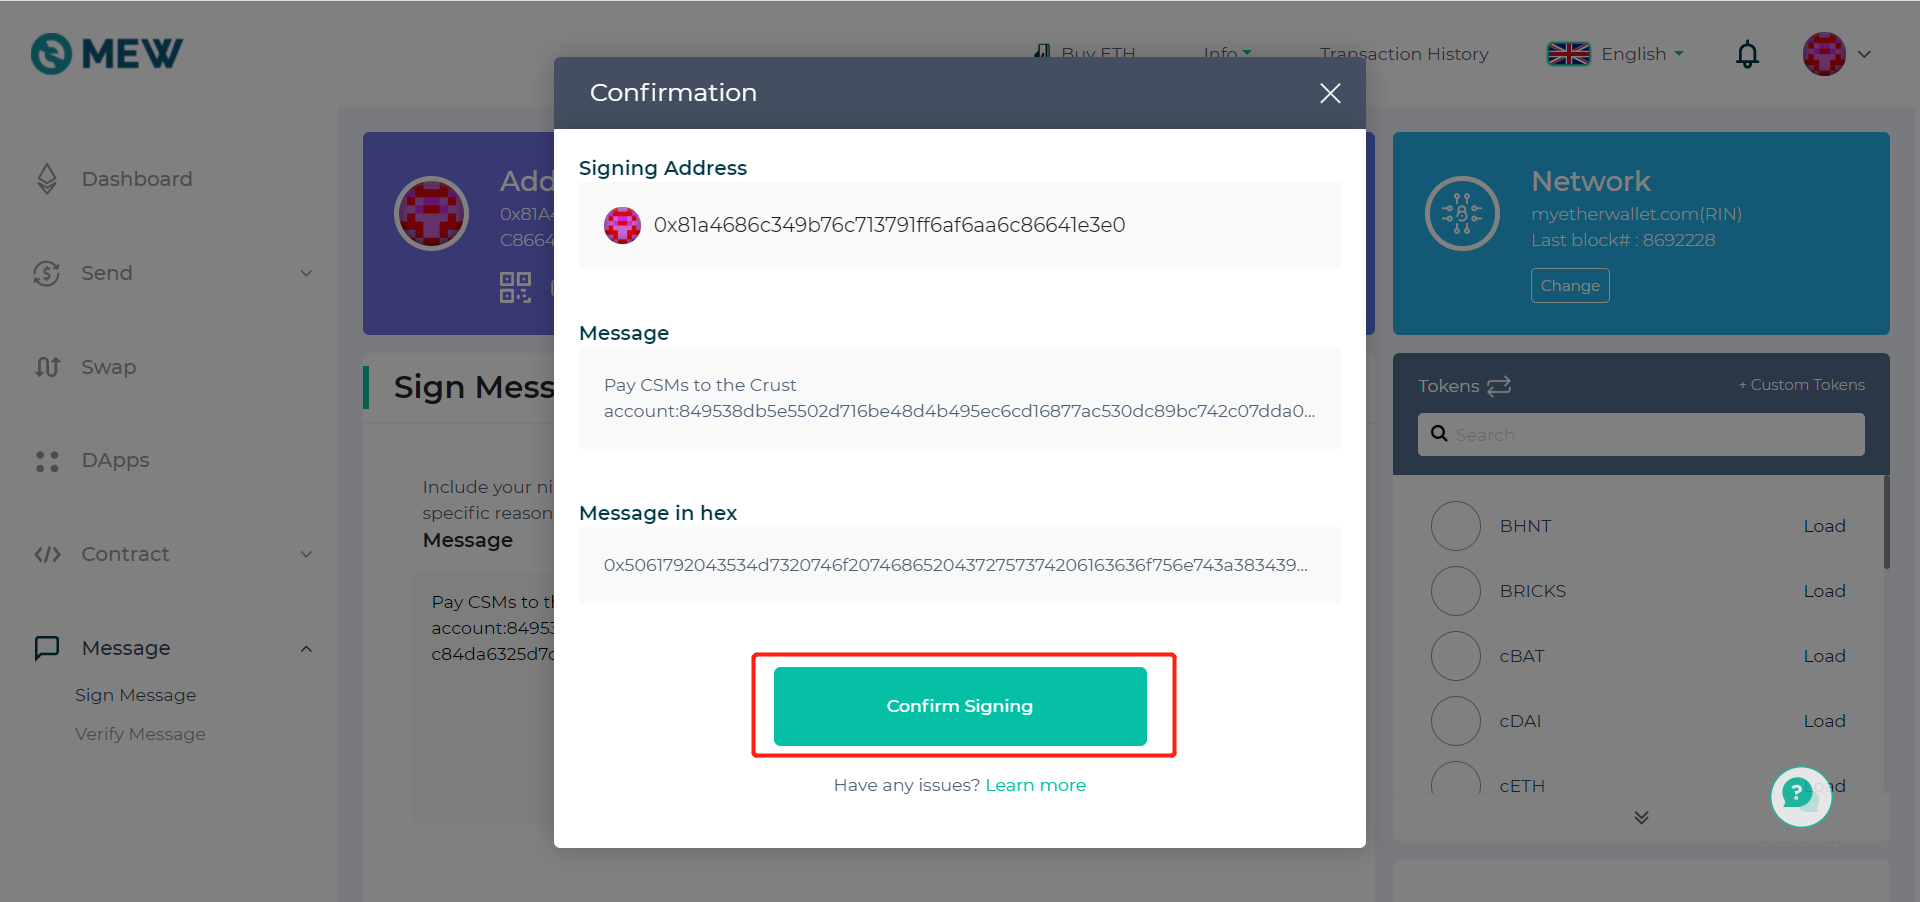 MEW
Buy ETH
Info
Transaction History
English
Confirmation
Dashboard
Send
Swap
DApps
Contract
Message
Sign Message
Verify Message
Add
0x81A4
C8664
Sign Mess
Include your ni
specific reason
Message
Pay CSMs to th
account:84953
c84da6325d7c
Signing Address
0x81a4686c349b76c713791ff6af6aa6c86641e3e0
Message
Pay CSMs to the Crust
account:849538db5e5502d716be48d4b495ec6cd16877ac530dc89bc742c07dda0...
Message in hex
0x5061792043534d7320746f20746865204372757374206163636f756e743a383439...
Confirm Signing
Have any issues? Learn more
Network
myetherwallet.com(RIN)
Last block# : 8692228
Change
Tokens
+ Custom Tokens
Search
BHNT Load
BRICKS Load
cBAT Load
cDAI Load
cETH Load
?